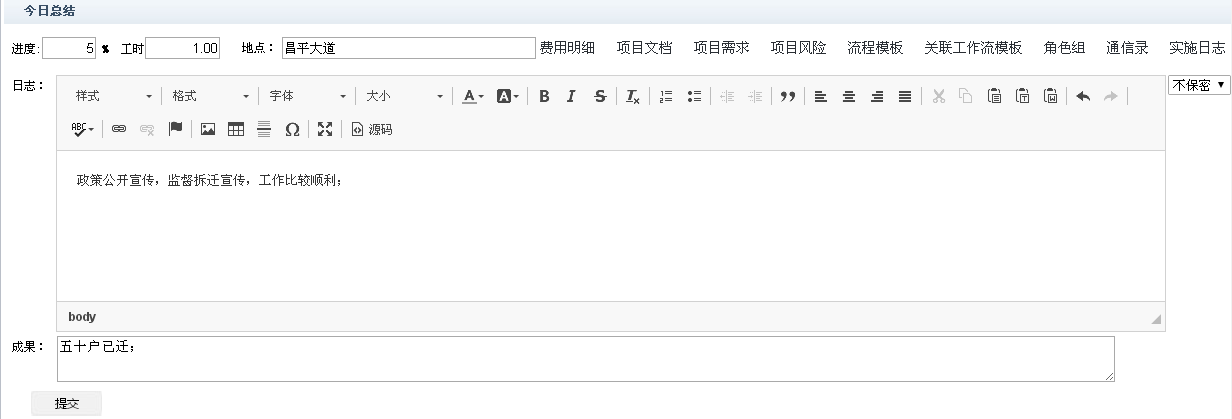 今日总结
进度: 5 % 工时 1.00 地点： 昌平大道 费用明细 项目文档 项目需求 项目风险 流程模板 关联工作流模板 角色组 通信录 实施日志
日志： 样式 格式 字体 大小 A A B I S Tx 不保密
ABC Ω 源码
政策公开宣传，监督拆迁宣传，工作比较顺利；
body
成果： 五十户已迁；
提交